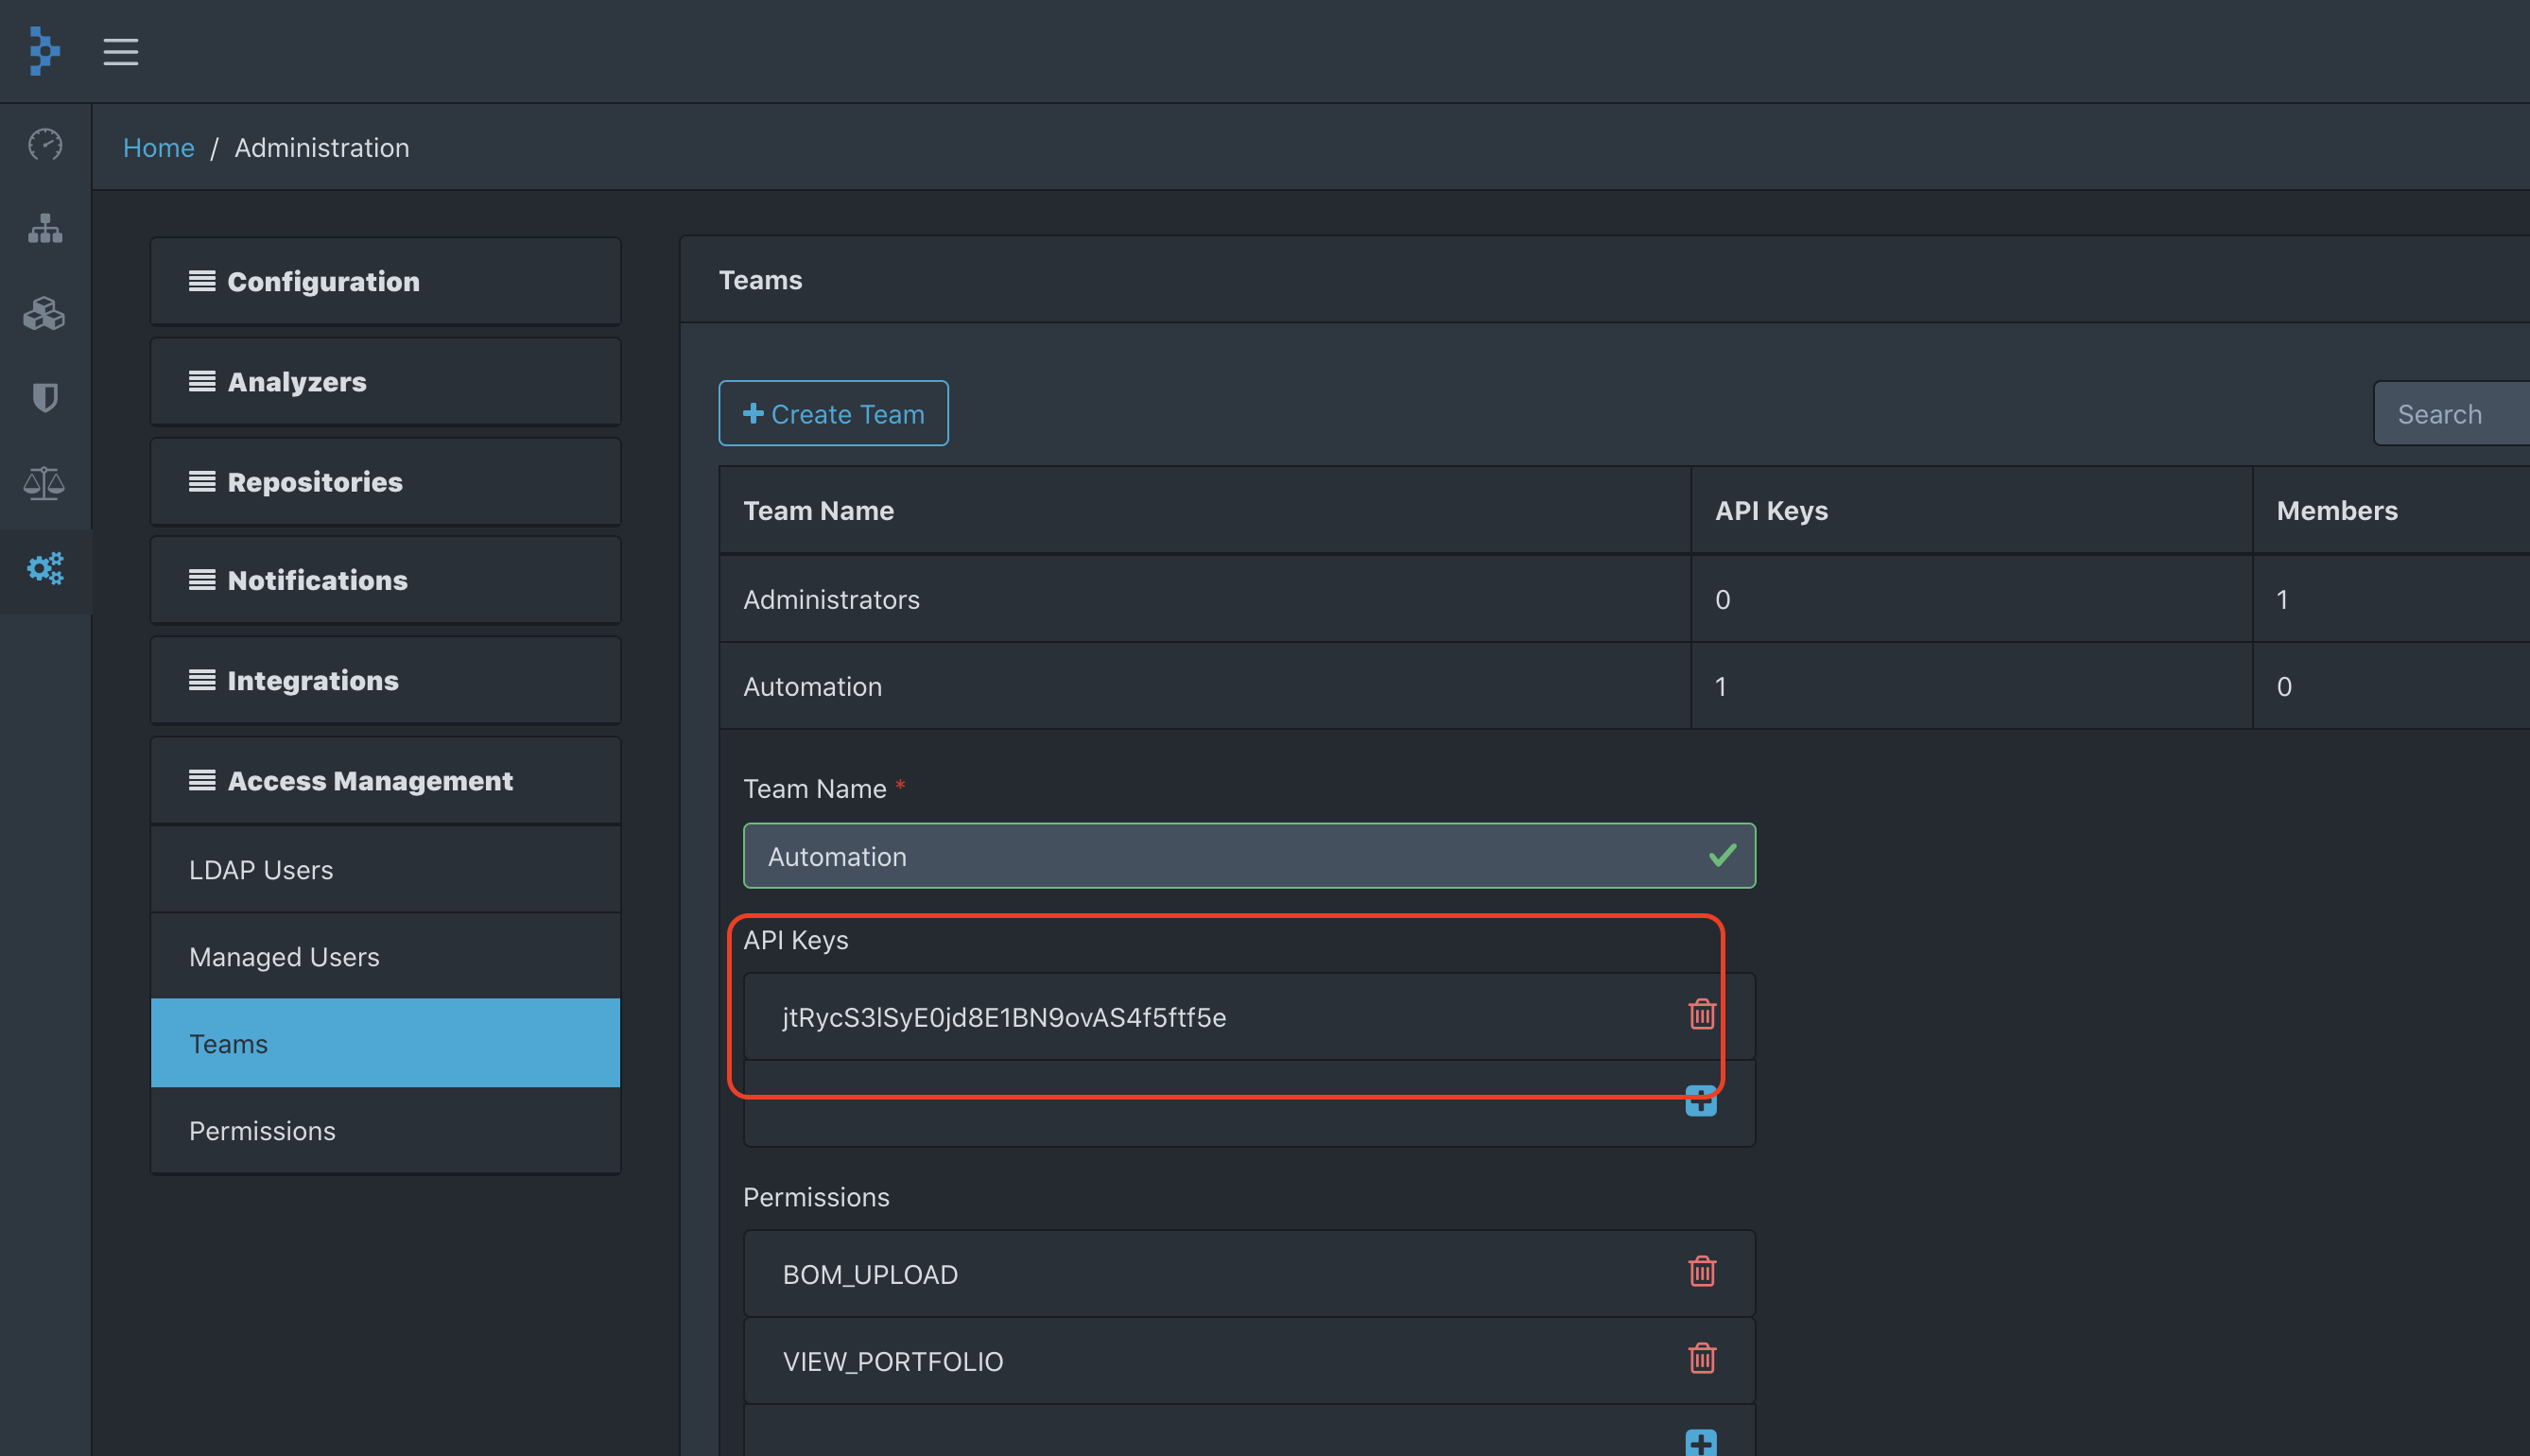 Home / Administration
Configuration
Analyzers
Repositories
Notifications
Integrations
Access Management
LDAP Users
Managed Users
Teams
Permissions
Teams
Create Team
Search
Team Name API Keys Members
Administrators 0 1
Automation 1 0
Team Name *
Automation
API Keys
jtRycS3lSyE0jd8E1BN9ovAS4f5ftf5e
Permissions
BOM_UPLOAD
VIEW_PORTFOLIO